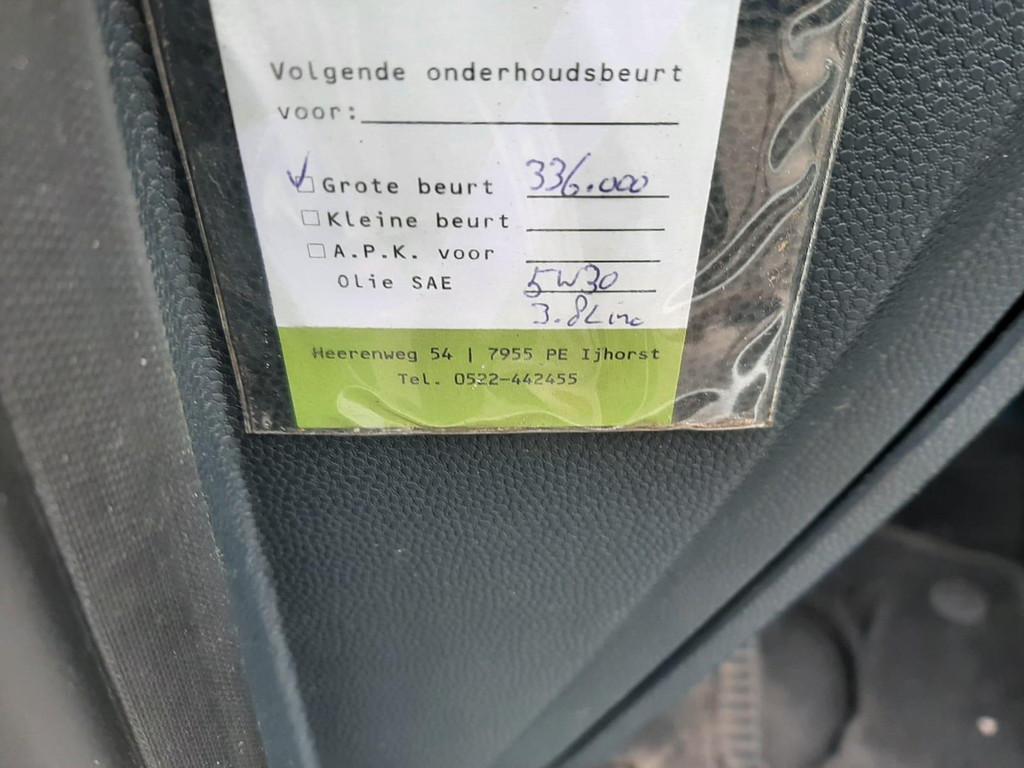 Volgende onderhoudsbeurt
voor:
Grote beurt 336.000
Kleine beurt
A.P.K. voor
Olie SAE 5W30
3.8L inc
Heerenweg 54 | 7955 PE Ijhorst
Tel. 0522-442455